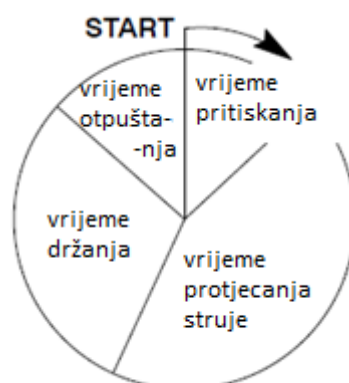 START
vrijeme
pritiskanja
vrijeme
protjecanja
struje
vrijeme
držanja
vrijeme
otpušta-
-nja